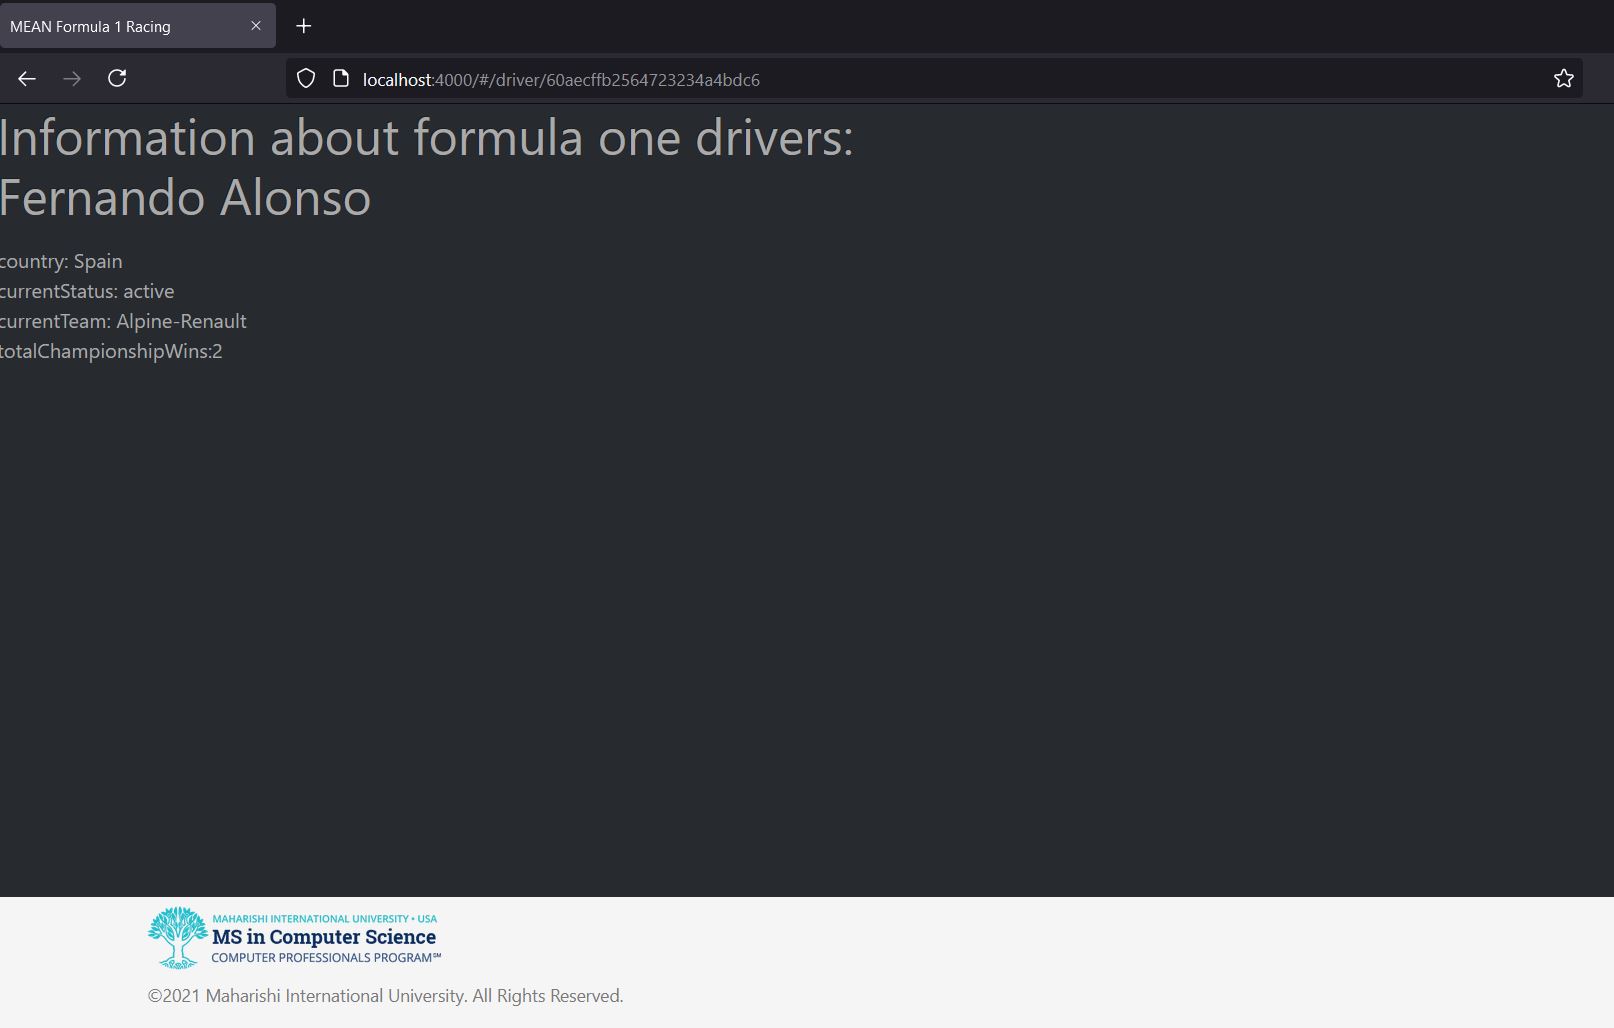 MEAN Formula 1 Racing
localhost:4000/#/driver/60aecffb2564723234a4bdc6
Information about formula one drivers:
Fernando Alonso
country: Spain
currentStatus: active
currentTeam: Alpine-Renault
totalChampionshipWins:2
MAHARISHI INTERNATIONAL UNIVERSITY • USA
MS in Computer Science
COMPUTER PROFESSIONALS PROGRAM℠
©2021 Maharishi International University. All Rights Reserved.